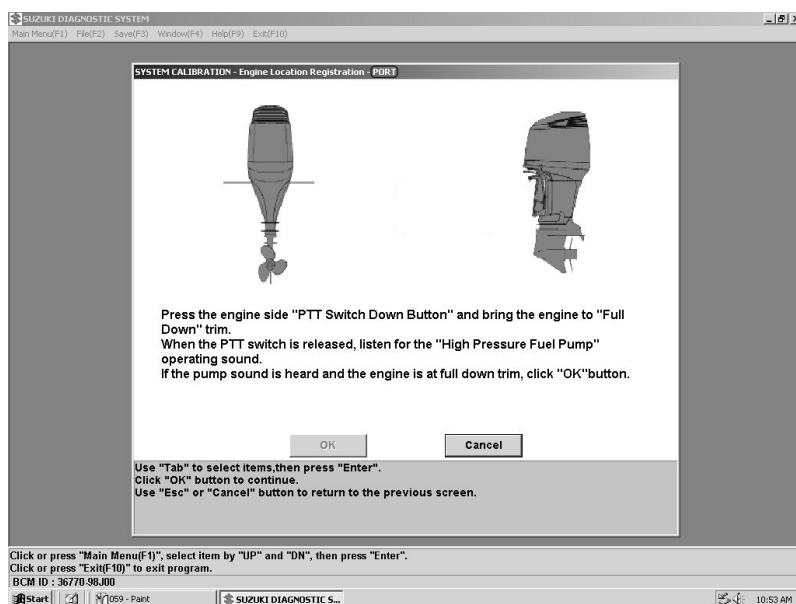 SUZUKI DIAGNOSTIC SYSTEM
Main Menu(F1) File(F2) Save(F3) Window(F4) Help(F9) Exit(F10)
SYSTEM CALIBRATION - Engine Location Registration - PORT
Press the engine side "PTT Switch Down Button" and bring the engine to "Full
Down" trim.
When the PTT switch is released, listen for the "High Pressure Fuel Pump"
operating sound.
If the pump sound is heard and the engine is at full down trim, click "OK"button.
OK Cancel
Use "Tab" to select items,then press "Enter".
Click "OK" button to continue.
Use "Esc" or "Cancel" button to return to the previous screen.
Click or press "Main Menu(F1)", select item by "UP" and "DN", then press "Enter".
Click or press "Exit(F10)" to exit program.
BCM ID : 36770-98J00
Start 059 - Paint SUZUKI DIAGNOSTIC S... 10:53 AM